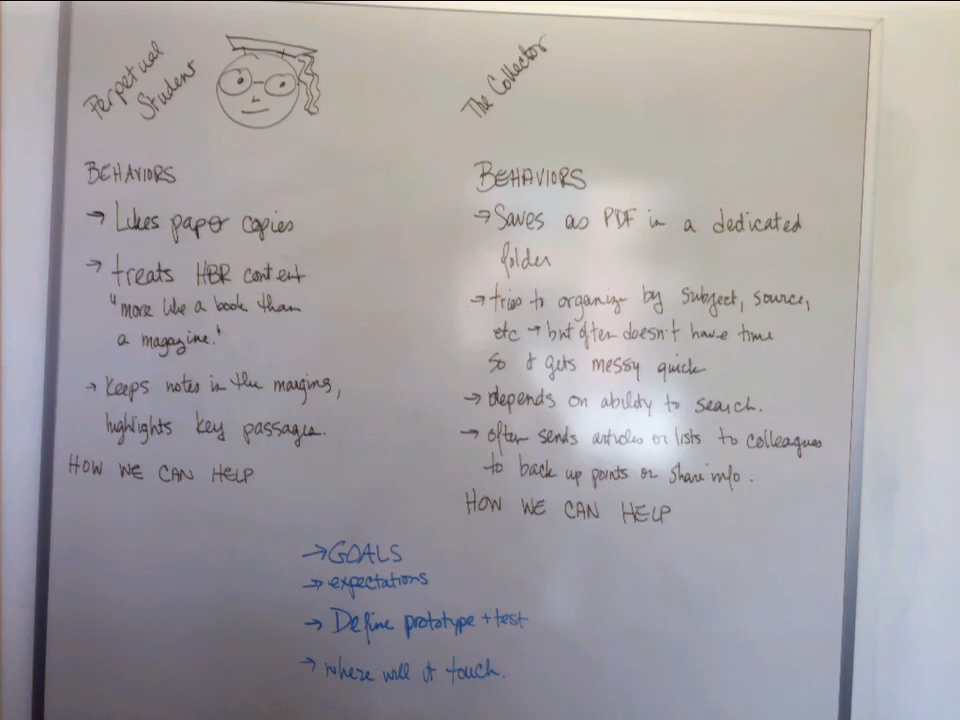 Perpetual
Student
BEHAVIORS
→ Likes paper copies
→ treats HBR content
"more like a book than
a magazine."
→ Keeps notes in the margins,
highlights key passages.
HOW WE CAN HELP
The Collector
BEHAVIORS
→ Saves as PDF in a dedicated
folder
→ tries to organize by subject, source,
etc → but often doesn't have time
so it gets messy quick
→ depends on ability to search.
→ often sends articles or lists to colleagues
to back up points or share info.
HOW WE CAN HELP
→ GOALS
→ expectations
→ Define prototype + test
→ where will it touch.